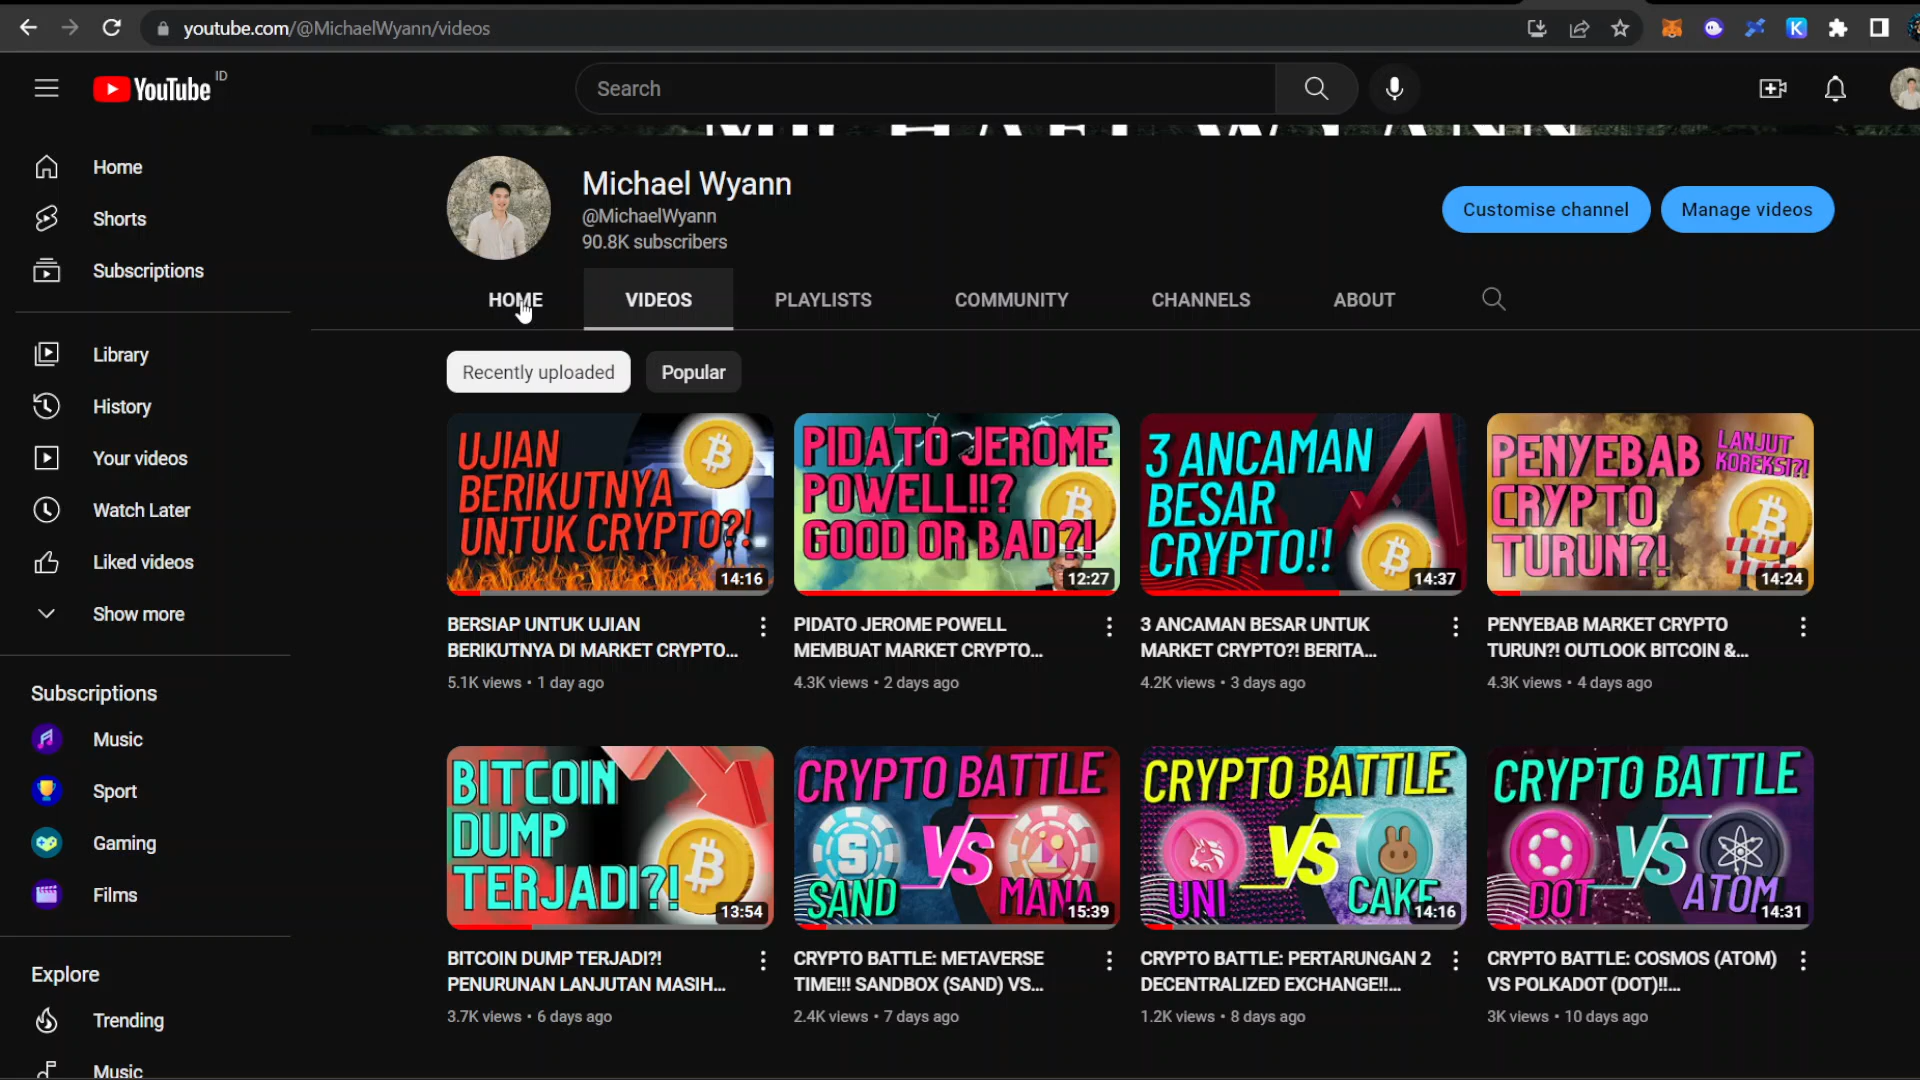 youtube.com/@MichaelWyann/videos
YouTube ID
Search
MICHAEL WYANN
Home
Shorts
Subscriptions
Library
History
Your videos
Watch Later
Liked videos
Show more
Subscriptions
Music
Sport
Gaming
Films
Explore
Trending
Music
Michael Wyann
@MichaelWyann
90.8K subscribers
Customise channel
Manage videos
HOME
VIDEOS
PLAYLISTS
COMMUNITY
CHANNELS
ABOUT
Recently uploaded
Popular
UJIAN
BERIKUTNYA
UNTUK CRYPTO?!
14:16
BERSIAP UNTUK UJIAN
BERIKUTNYA DI MARKET CRYPTO...
5.1K views • 1 day ago
PIDATO JEROME
POWELL!!?
GOOD OR BAD?!
12:27
PIDATO JEROME POWELL
MEMBUAT MARKET CRYPTO...
4.3K views • 2 days ago
3 ANCAMAN
BESAR
CRYPTO!!
14:37
3 ANCAMAN BESAR UNTUK
MARKET CRYPTO?! BERITA...
4.2K views • 3 days ago
PENYEBAB
CRYPTO
TURUN?!
LANJUT
KOREKSI?!
14:24
PENYEBAB MARKET CRYPTO
TURUN?! OUTLOOK BITCOIN &...
4.3K views • 4 days ago
BITCOIN
DUMP
TERJADI?!
13:54
BITCOIN DUMP TERJADI?!
PENURUNAN LANJUTAN MASIH...
3.7K views • 6 days ago
CRYPTO BATTLE
VS
SAND
MANA
15:39
CRYPTO BATTLE: METAVERSE
TIME!!! SANDBOX (SAND) VS...
2.4K views • 7 days ago
CRYPTO BATTLE
VS
UNI
CAKE
14:16
CRYPTO BATTLE: PERTARUNGAN 2
DECENTRALIZED EXCHANGE!!...
1.2K views • 8 days ago
CRYPTO BATTLE
VS
DOT
ATOM
14:31
CRYPTO BATTLE: COSMOS (ATOM)
VS POLKADOT (DOT)!!...
3K views • 10 days ago